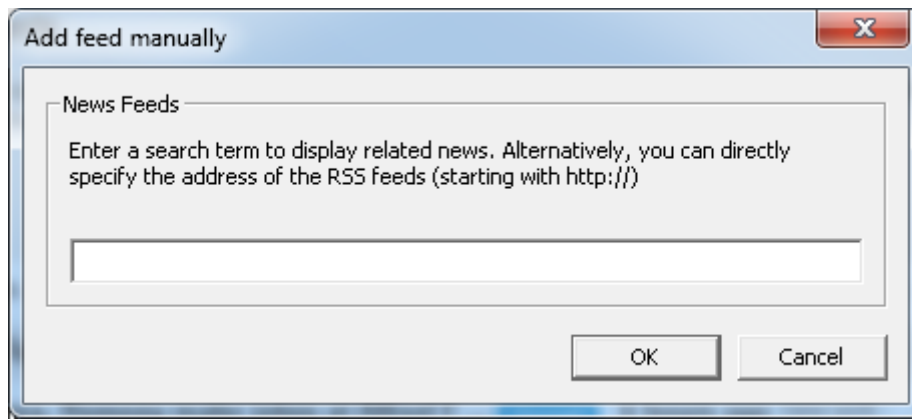 Add feed manually
News Feeds
Enter a search term to display related news. Alternatively, you can directly
specify the address of the RSS feeds (starting with http://)
OK
Cancel